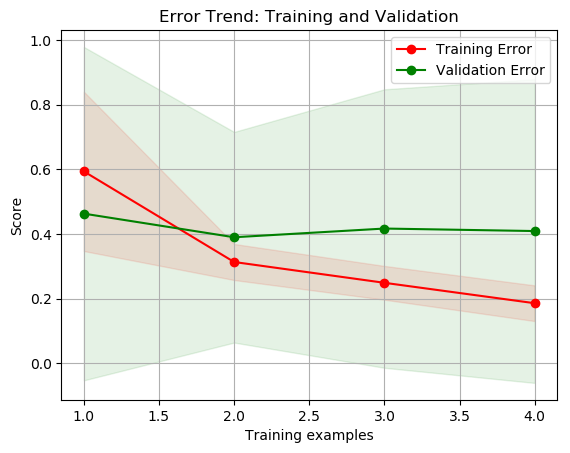 Error Trend: Training and Validation
1.0
0.8
0.6
0.4
0.2
0.0
Score
Training Error
Validation Error
1.0 1.5 2.0 2.5 3.0 3.5 4.0
Training examples